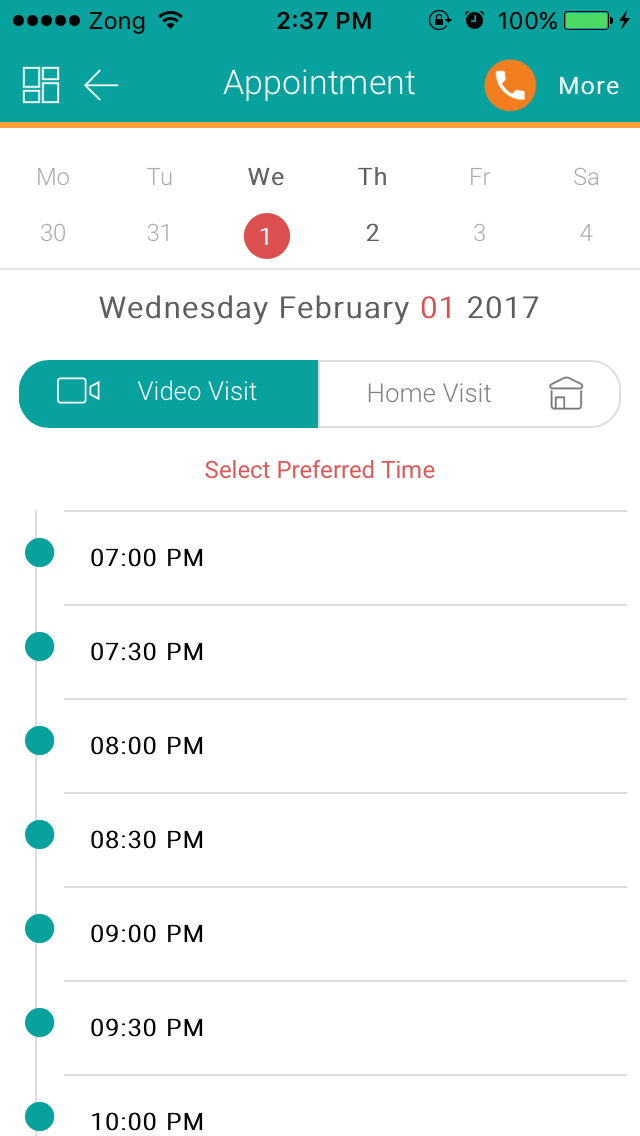 Zong 2:37 PM 100%
Appointment More
Mo Tu We Th Fr Sa
30 31 1 2 3 4
Wednesday February 01 2017
Video Visit Home Visit
Select Preferred Time
07:00 PM
07:30 PM
08:00 PM
08:30 PM
09:00 PM
09:30 PM
10:00 PM